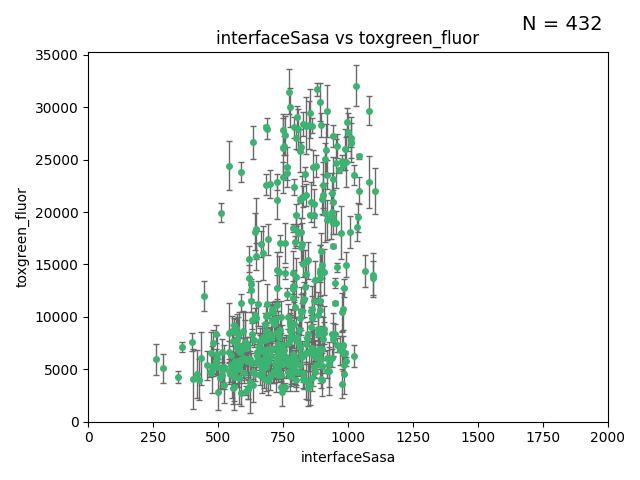 N = 432
interfaceSasa vs toxgreen_fluor
35000
30000
25000
20000
15000
10000
5000
0
toxgreen_fluor
0 250 500 750 1000 1250 1500 1750 2000
interfaceSasa